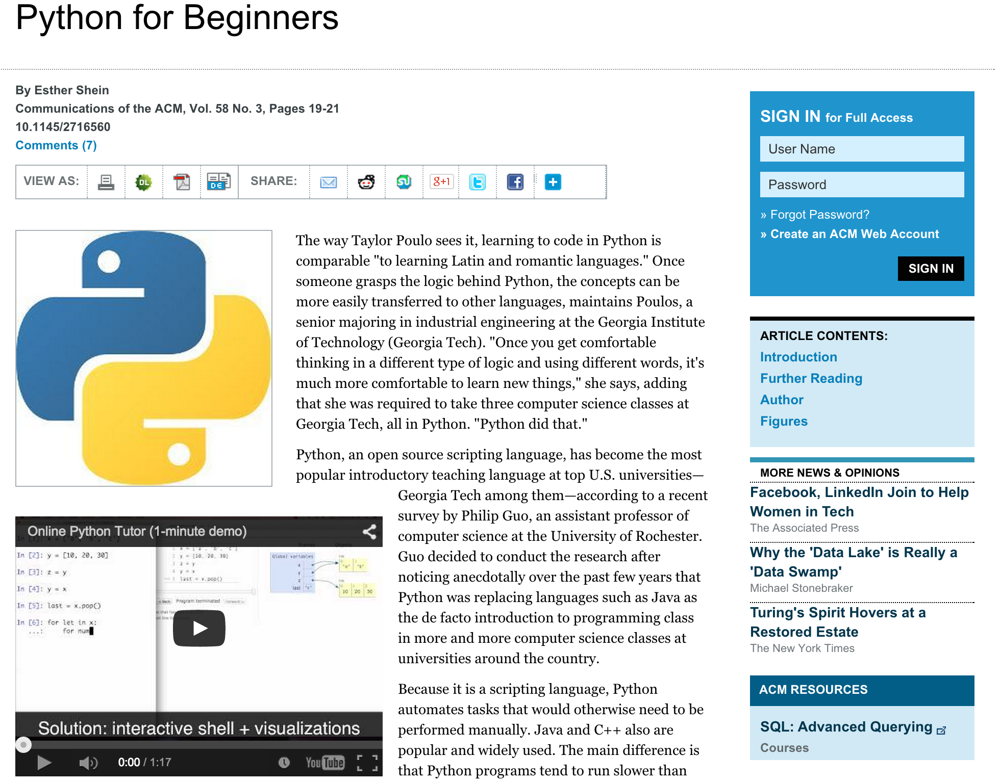 Python for Beginners
By Esther Shein
Communications of the ACM, Vol. 58 No. 3, Pages 19-21
10.1145/2716560
Comments (7)
VIEW AS:
DL
DE
SHARE:
g+1
The way Taylor Poulo sees it, learning to code in Python is
comparable "to learning Latin and romantic languages." Once
someone grasps the logic behind Python, the concepts can be
more easily transferred to other languages, maintains Poulos, a
senior majoring in industrial engineering at the Georgia Institute
of Technology (Georgia Tech). "Once you get comfortable
thinking in a different type of logic and using different words, it's
much more comfortable to learn new things," she says, adding
that she was required to take three computer science classes at
Georgia Tech, all in Python. "Python did that."
Python, an open source scripting language, has become the most
popular introductory teaching language at top U.S. universities—
Georgia Tech among them—according to a recent
survey by Philip Guo, an assistant professor of
computer science at the University of Rochester.
Guo decided to conduct the research after
noticing anecdotally over the past few years that
Python was replacing languages such as Java as
the de facto introduction to programming class
in more and more computer science classes at
universities around the country.
Because it is a scripting language, Python
automates tasks that would otherwise need to be
performed manually. Java and C++ also are
popular and widely used. The main difference is
that Python programs tend to run slower than
Online Python Tutor (1-minute demo)
In [2]: y = [10, 20, 30]
In [3]: z = y
In [4]: y = x
In [5]: last = x.pop()
In [6]: for let in x:
...: for num
y = [10, 20, 30]
z = y
y = x
last = x.pop()
Program terminated
Frames
Objects
Global variables
x
y
z
last "c"
"a" "b"
10 20 30
Solution: interactive shell + visualizations
0:00 / 1:17
YouTube
SIGN IN for Full Access
User Name
Password
» Forgot Password?
» Create an ACM Web Account
SIGN IN
ARTICLE CONTENTS:
Introduction
Further Reading
Author
Figures
MORE NEWS & OPINIONS
Facebook, LinkedIn Join to Help
Women in Tech
The Associated Press
Why the 'Data Lake' is Really a
'Data Swamp'
Michael Stonebraker
Turing's Spirit Hovers at a
Restored Estate
The New York Times
ACM RESOURCES
SQL: Advanced Querying
Courses